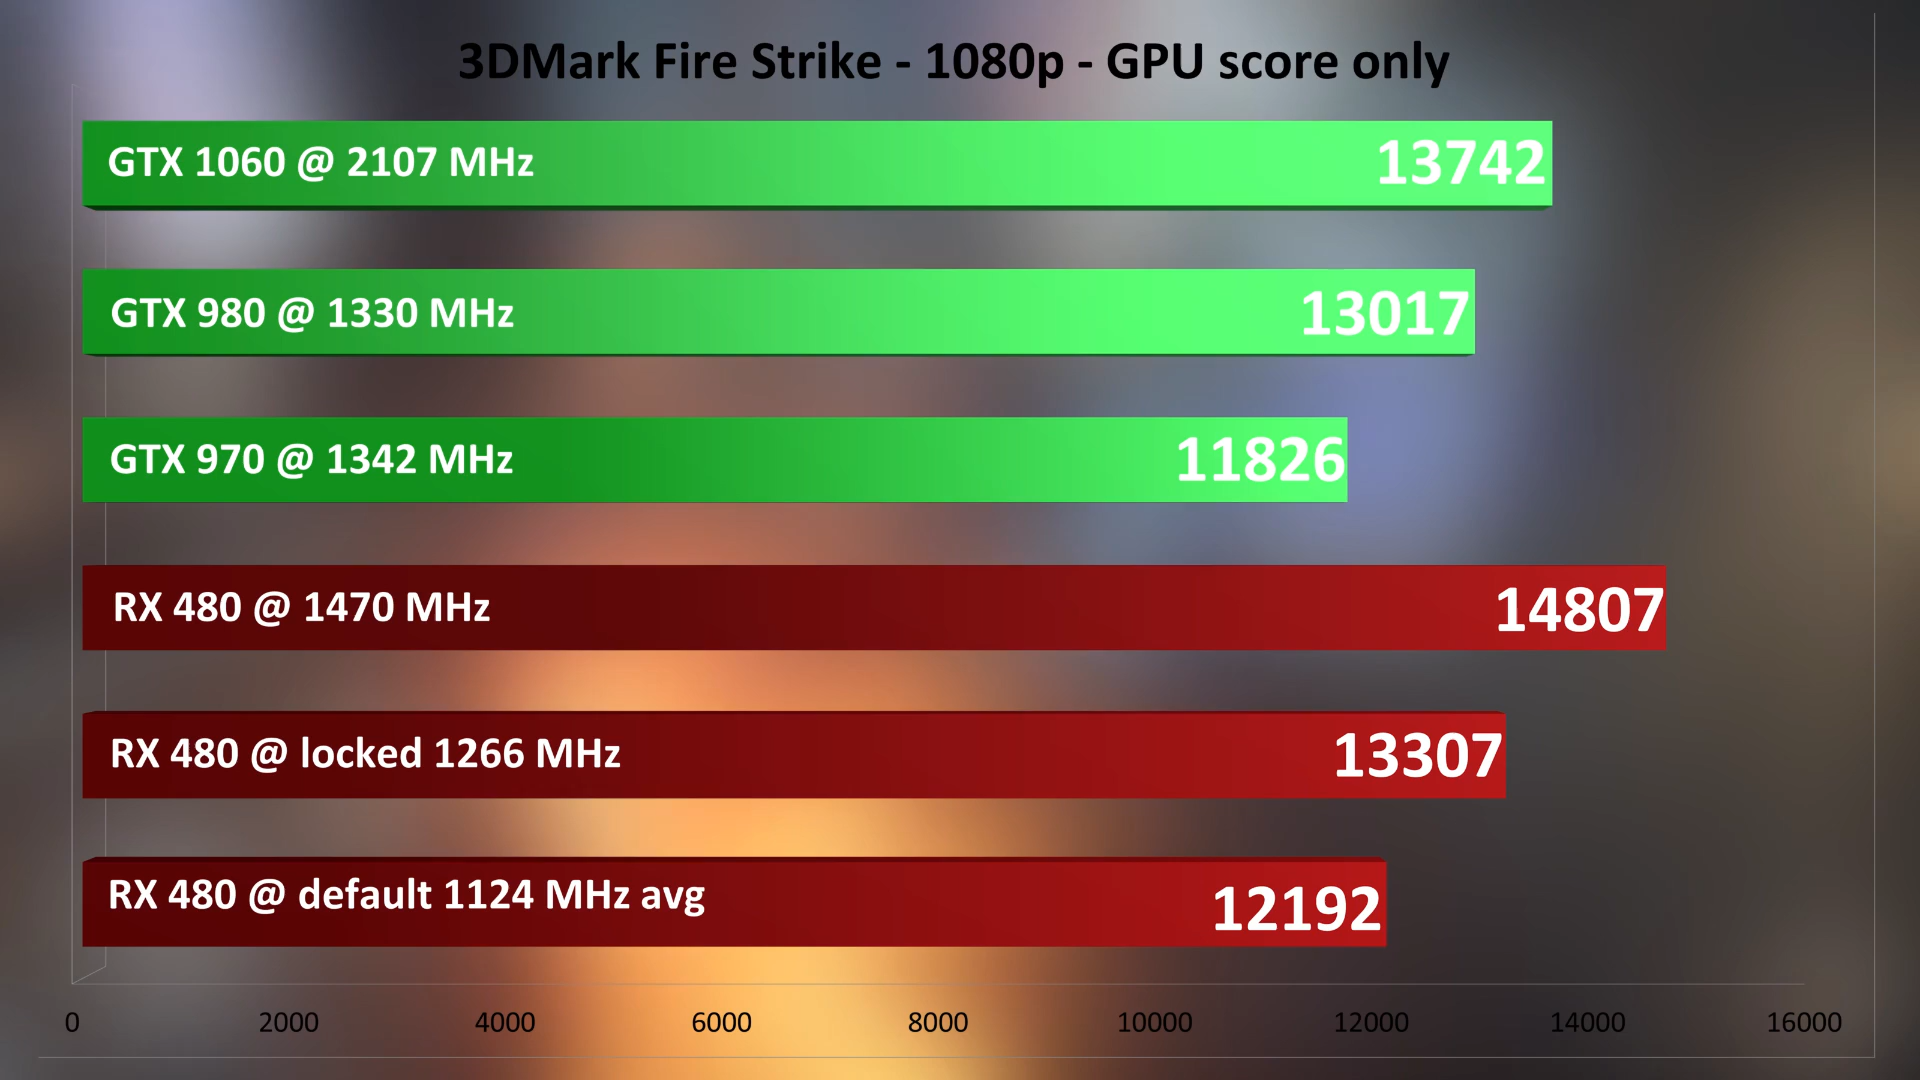 3DMark Fire Strike - 1080p - GPU score only
GTX 1060 @ 2107 MHz 13742
GTX 980 @ 1330 MHz 13017
GTX 970 @ 1342 MHz 11826
RX 480 @ 1470 MHz 14807
RX 480 @ locked 1266 MHz 13307
RX 480 @ default 1124 MHz avg 12192
0 2000 4000 6000 8000 10000 12000 14000 16000